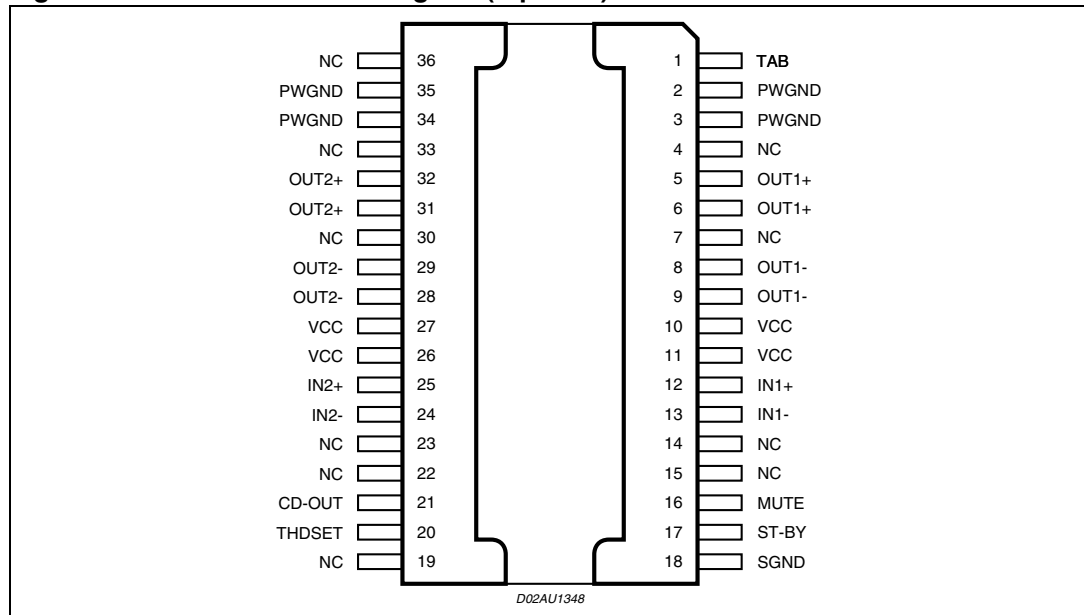 NC 36 1 TAB
PWGND 35 2 PWGND
PWGND 34 3 PWGND
NC 33 4 NC
OUT2+ 32 5 OUT1+
OUT2+ 31 6 OUT1+
NC 30 7 NC
OUT2- 29 8 OUT1-
OUT2- 28 9 OUT1-
VCC 27 10 VCC
VCC 26 11 VCC
IN2+ 25 12 IN1+
IN2- 24 13 IN1-
NC 23 14 NC
NC 22 15 NC
CD-OUT 21 16 MUTE
THDSET 20 17 ST-BY
NC 19 18 SGND
D02AU1348